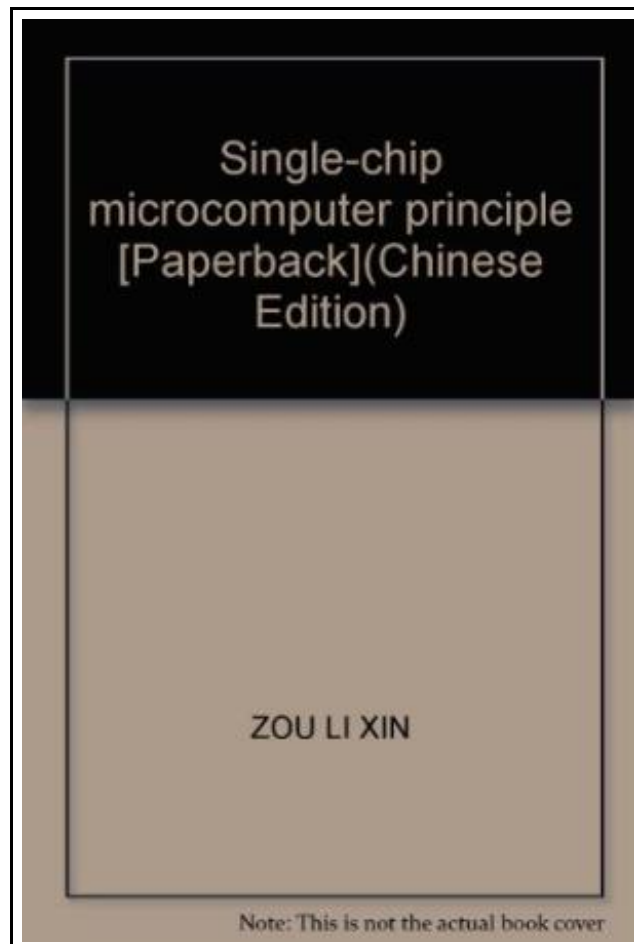 Single-chip
microcomputer principle
[Paperback](Chinese
Edition)
ZOU LI XIN
Note: This is not the actual book cover